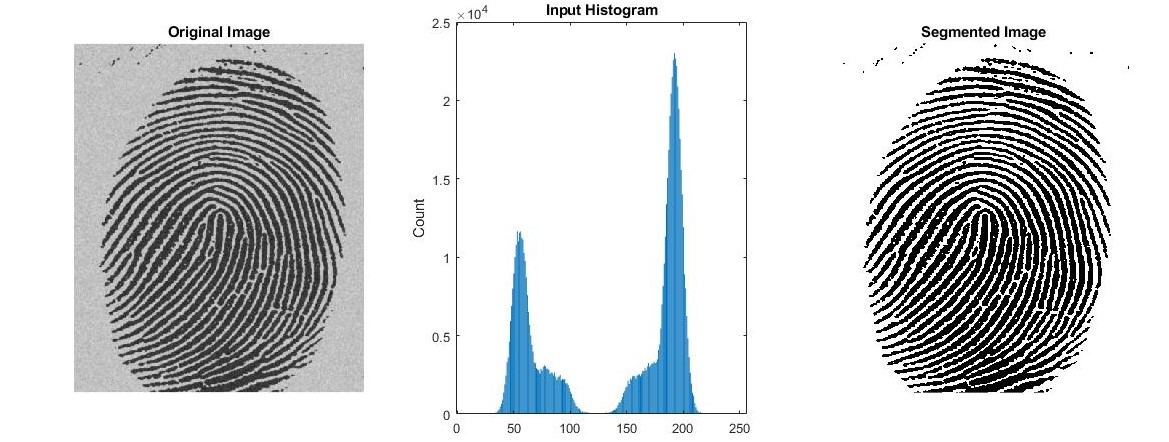 Original Image
Input Histogram
Segmented Image
×10⁴
2.5
2
1.5
1
0.5
0
Count
0 50 100 150 200 250